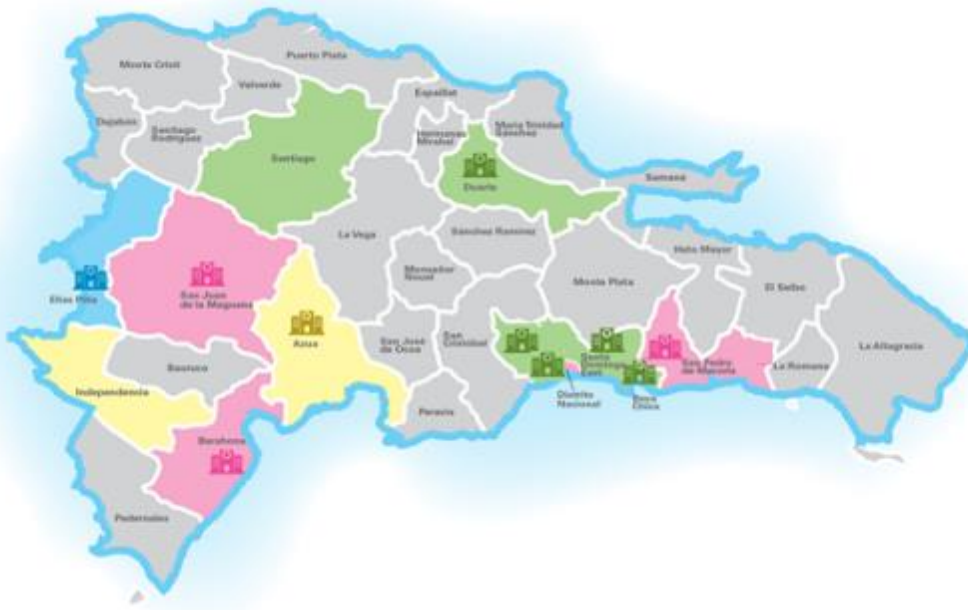 Puerto Plata
Monte Cristi
Valverde
Espaillat
Dajabón
Santiago
Rodríguez
Hermanas
Mirabal
María Trinidad
Sánchez
Santiago
Duarte
Samaná
La Vega
Sánchez Ramírez
Hato Mayor
Monseñor
Nouel
Monte Plata
El Seibo
Elías Piña
San Juan
de la Maguana
Azua
San José
de Ocoa
San
Cristóbal
Santo
Domingo
East
San Pedro
de Macorís
La Romana
La Altagracia
Baoruco
Independencia
Distrito
Nacional
Boca
Chica
Peravia
Barahona
Pedernales